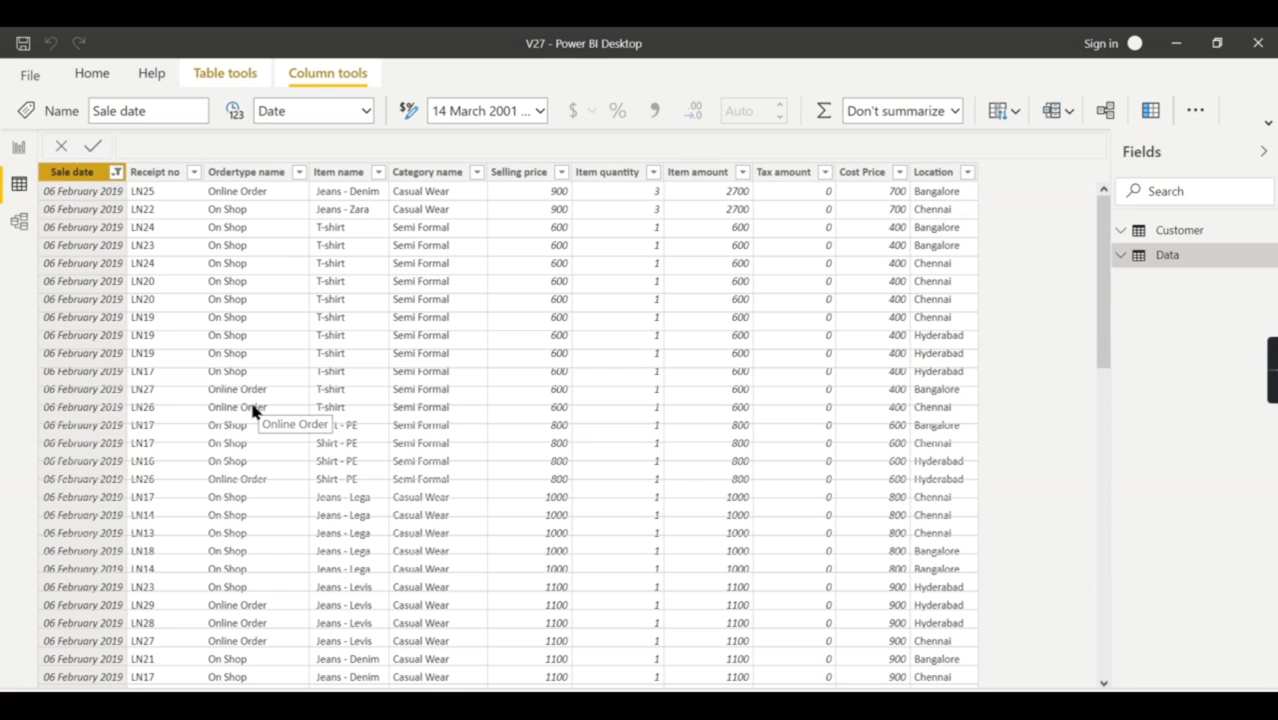 V27 - Power BI Desktop
Sign in
File Home Help Table tools Column tools
Name Sale date Date 14 March 2001 ... $ % , .00 Auto Σ Don't summarize ...
Fields
Search
Customer
Data
Sale date Receipt no Ordertype name Item name Category name Selling price Item quantity Item amount Tax amount Cost Price Location
06 February 2019 LN25 Online Order Jeans - Denim Casual Wear 900 3 2700 0 700 Bangalore
06 February 2019 LN22 On Shop Jeans - Zara Casual Wear 900 3 2700 0 700 Chennai
06 February 2019 LN24 On Shop T-shirt Semi Formal 600 1 600 0 400 Bangalore
06 February 2019 LN23 On Shop T-shirt Semi Formal 600 1 600 0 400 Bangalore
06 February 2019 LN24 On Shop T-shirt Semi Formal 600 1 600 0 400 Chennai
06 February 2019 LN20 On Shop T-shirt Semi Formal 600 1 600 0 400 Chennai
06 February 2019 LN20 On Shop T-shirt Semi Formal 600 1 600 0 400 Chennai
06 February 2019 LN19 On Shop T-shirt Semi Formal 600 1 600 0 400 Chennai
06 February 2019 LN19 On Shop T-shirt Semi Formal 600 1 600 0 400 Hyderabad
06 February 2019 LN19 On Shop T-shirt Semi Formal 600 1 600 0 400 Hyderabad
06 February 2019 LN17 On Shop T-shirt Semi Formal 600 1 600 0 400 Hyderabad
06 February 2019 LN27 Online Order T-shirt Semi Formal 600 1 600 0 400 Bangalore
06 February 2019 LN26 Online Order T-shirt Semi Formal 600 1 600 0 400 Chennai
Online Order
06 February 2019 LN17 On Shop t - PE Semi Formal 800 1 800 0 600 Bangalore
06 February 2019 LN17 On Shop Shirt - PE Semi Formal 800 1 800 0 600 Chennai
06 February 2019 LN16 On Shop Shirt - PE Semi Formal 800 1 800 0 600 Hyderabad
06 February 2019 LN26 Online Order Shirt - PE Semi Formal 800 1 800 0 600 Hyderabad
06 February 2019 LN17 On Shop Jeans - Lega Casual Wear 1000 1 1000 0 800 Chennai
06 February 2019 LN14 On Shop Jeans - Lega Casual Wear 1000 1 1000 0 800 Chennai
06 February 2019 LN13 On Shop Jeans - Lega Casual Wear 1000 1 1000 0 800 Chennai
06 February 2019 LN18 On Shop Jeans - Lega Casual Wear 1000 1 1000 0 800 Bangalore
06 February 2019 LN14 On Shop Jeans - Lega Casual Wear 1000 1 1000 0 800 Bangalore
06 February 2019 LN23 On Shop Jeans - Levis Casual Wear 1100 1 1100 0 900 Hyderabad
06 February 2019 LN29 Online Order Jeans - Levis Casual Wear 1100 1 1100 0 900 Hyderabad
06 February 2019 LN28 Online Order Jeans - Levis Casual Wear 1100 1 1100 0 900 Hyderabad
06 February 2019 LN27 Online Order Jeans - Levis Casual Wear 1100 1 1100 0 900 Chennai
06 February 2019 LN21 On Shop Jeans - Denim Casual Wear 1100 1 1100 0 900 Bangalore
06 February 2019 LN17 On Shop Jeans - Denim Casual Wear 1100 1 1100 0 900 Chennai